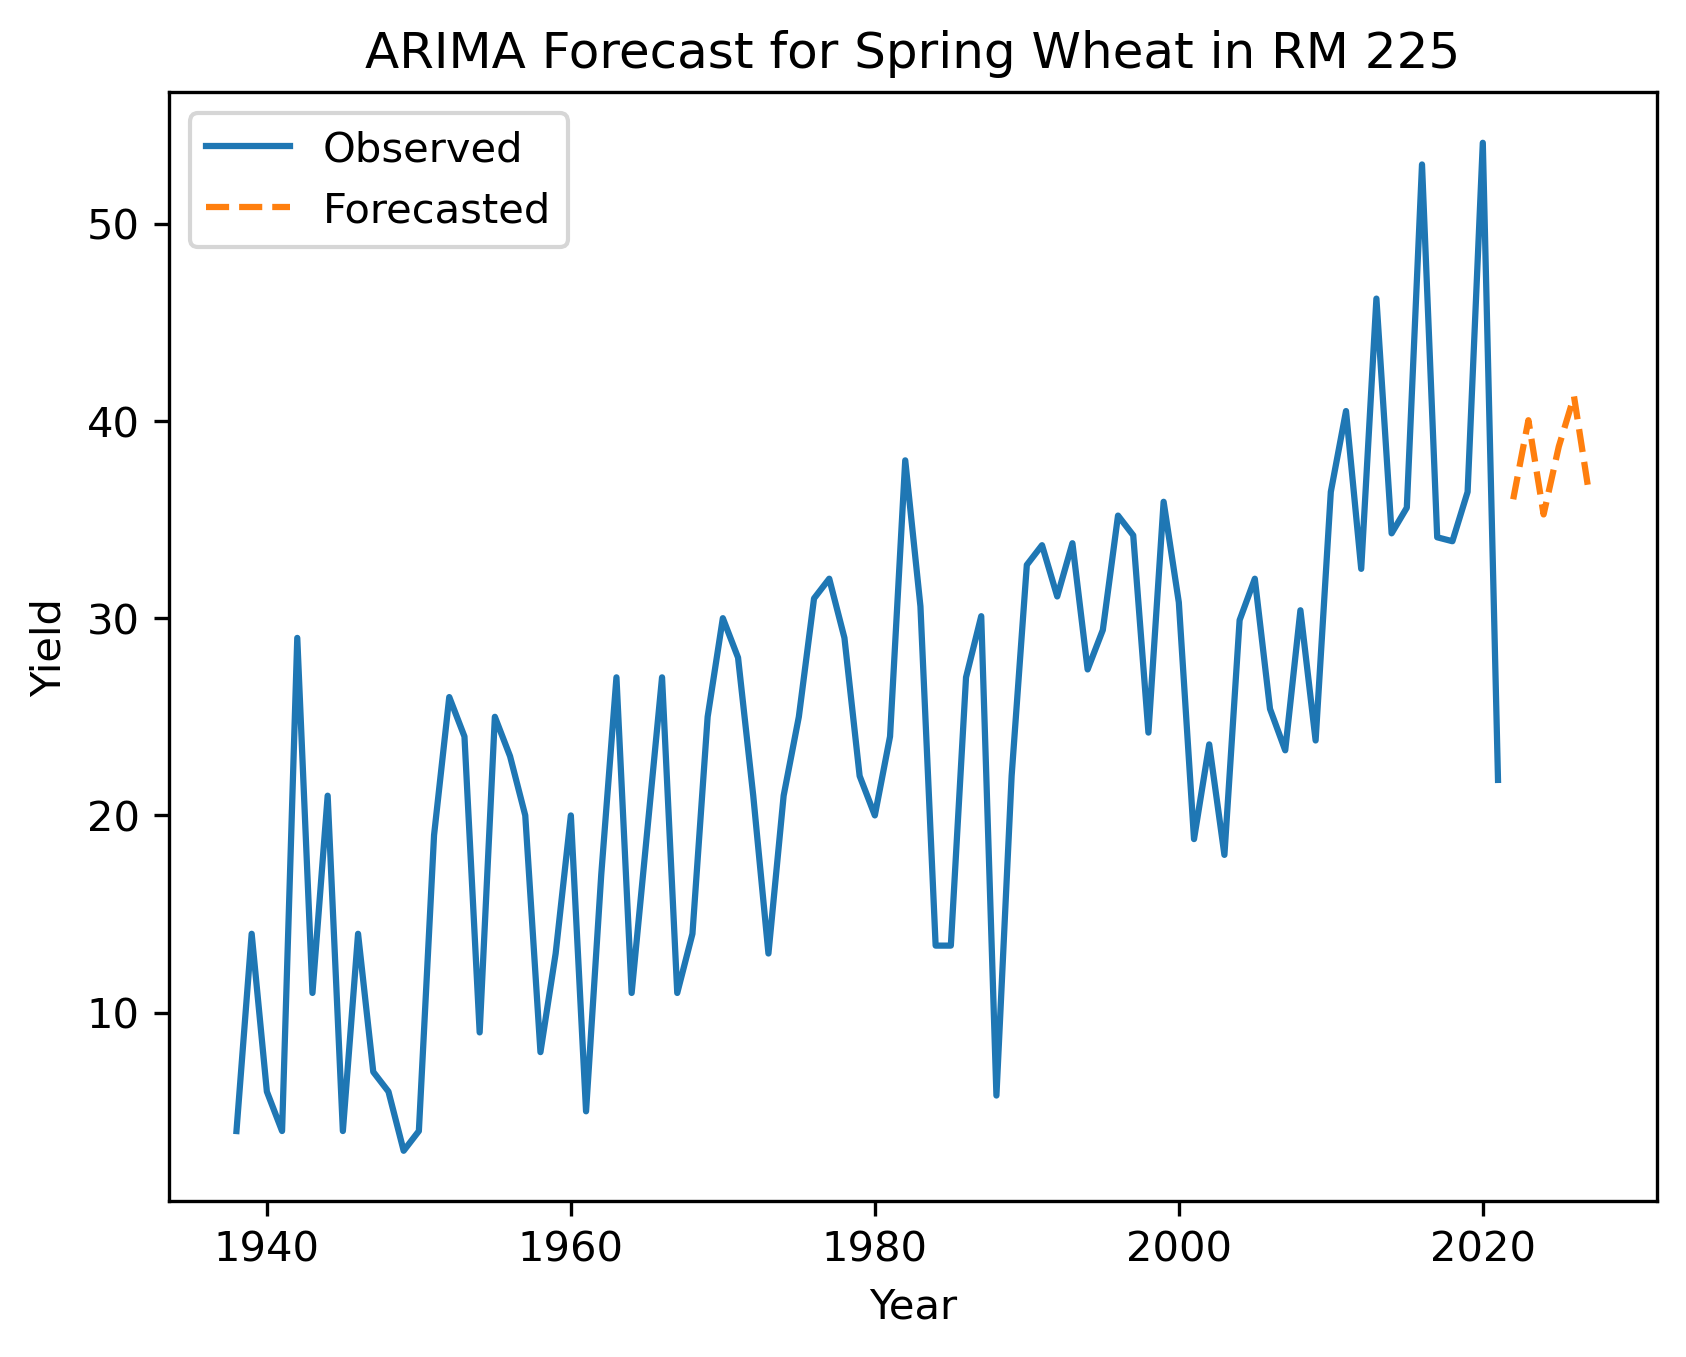 ARIMA Forecast for Spring Wheat in RM 225
Observed
Forecasted
50
40
30
20
10
Yield
1940 1960 1980 2000 2020
Year